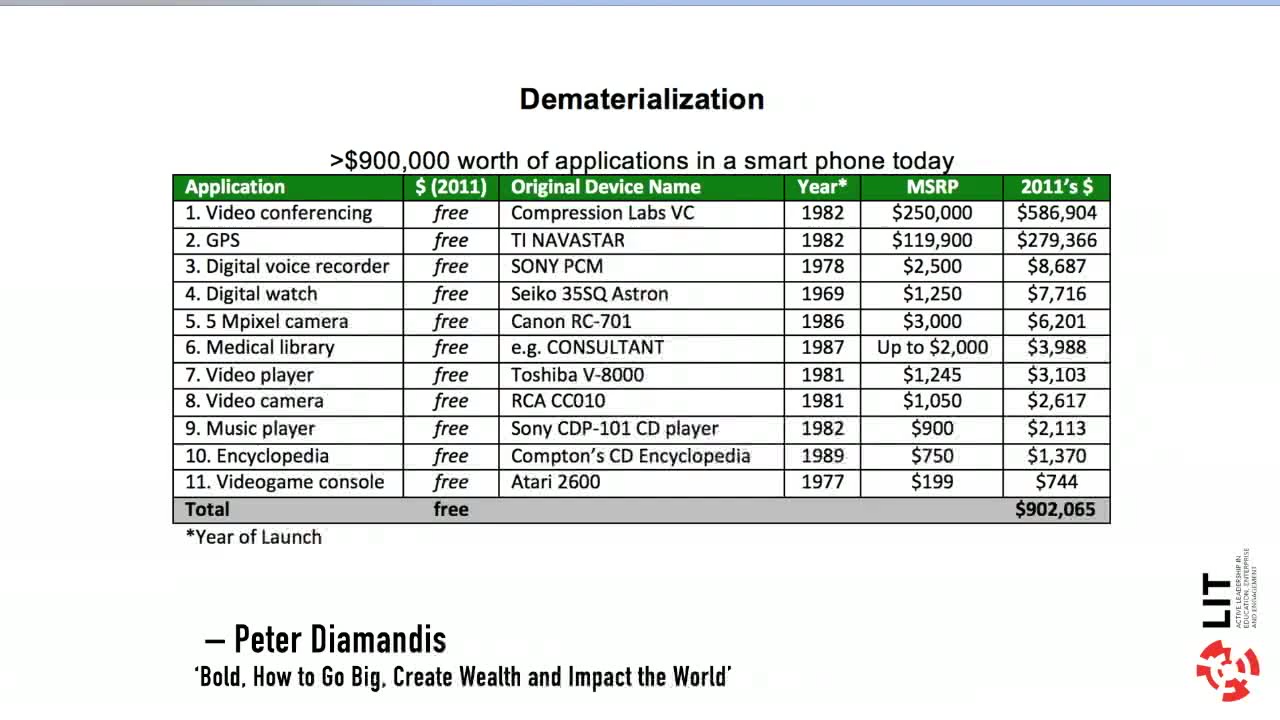 Dematerialization
>$900,000 worth of applications in a smart phone today
Application $ (2011) Original Device Name Year* MSRP 2011's $
1. Video conferencing free Compression Labs VC 1982 $250,000 $586,904
2. GPS free TI NAVASTAR 1982 $119,900 $279,366
3. Digital voice recorder free SONY PCM 1978 $2,500 $8,687
4. Digital watch free Seiko 35SQ Astron 1969 $1,250 $7,716
5. 5 Mpixel camera free Canon RC-701 1986 $3,000 $6,201
6. Medical library free e.g. CONSULTANT 1987 Up to $2,000 $3,988
7. Video player free Toshiba V-8000 1981 $1,245 $3,103
8. Video camera free RCA CC010 1981 $1,050 $2,617
9. Music player free Sony CDP-101 CD player 1982 $900 $2,113
10. Encyclopedia free Compton's CD Encyclopedia 1989 $750 $1,370
11. Videogame console free Atari 2600 1977 $199 $744
Total free $902,065
*Year of Launch
– Peter Diamandis
‘Bold, How to Go Big, Create Wealth and Impact the World’
LIT
ACTIVE LEADERSHIP IN
EDUCATION, ENTERPRISE
AND ENGAGEMENT